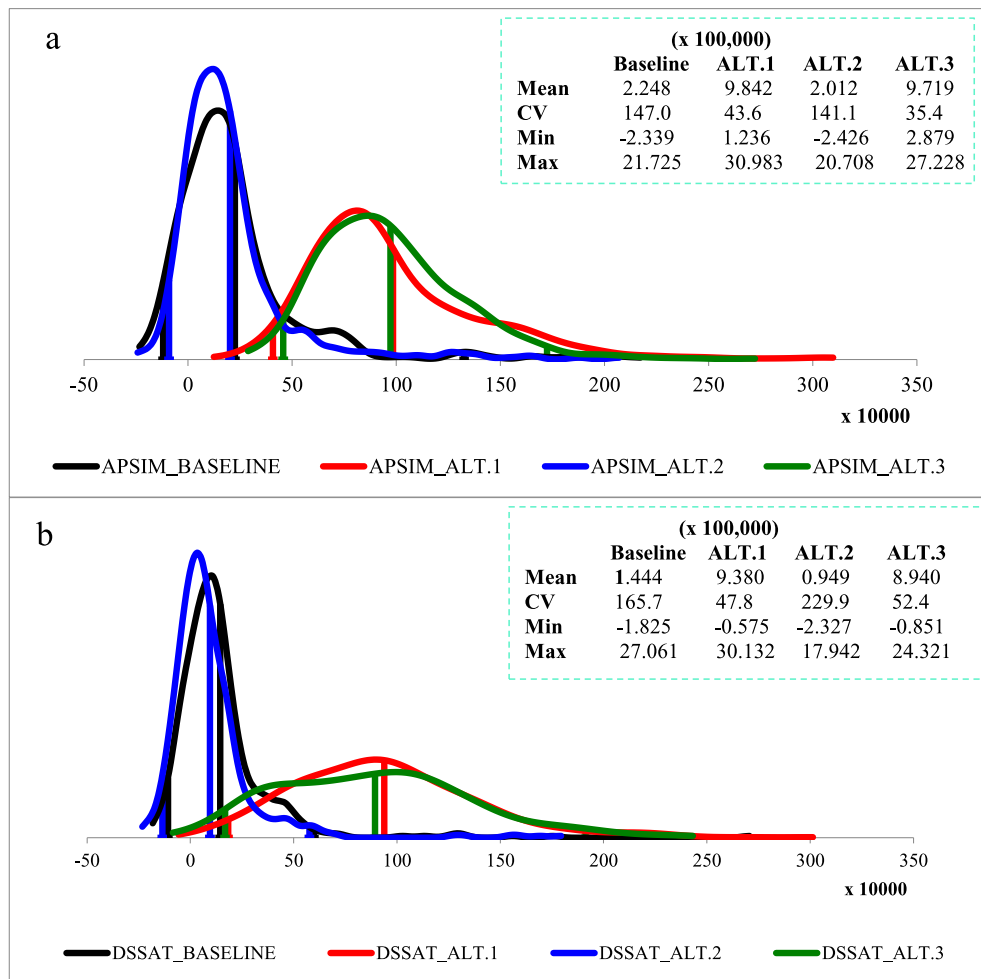 a
(x 100,000)
Baseline ALT.1 ALT.2 ALT.3
Mean 2.248 9.842 2.012 9.719
CV 147.0 43.6 141.1 35.4
Min -2.339 1.236 -2.426 2.879
Max 21.725 30.983 20.708 27.228
-50 0 50 100 150 200 250 300 350
x 10000
APSIM_BASELINE APSIM_ALT.1 APSIM_ALT.2 APSIM_ALT.3
b
(x 100,000)
Baseline ALT.1 ALT.2 ALT.3
Mean 1.444 9.380 0.949 8.940
CV 165.7 47.8 229.9 52.4
Min -1.825 -0.575 -2.327 -0.851
Max 27.061 30.132 17.942 24.321
-50 0 50 100 150 200 250 300 350
x 10000
DSSAT_BASELINE DSSAT_ALT.1 DSSAT_ALT.2 DSSAT_ALT.3